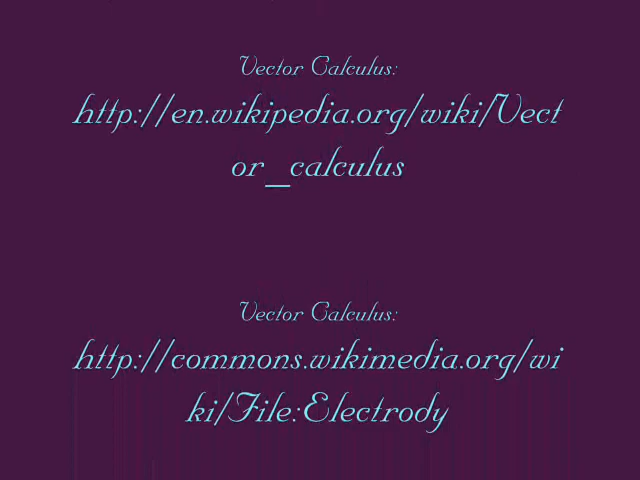 Vector Calculus:
http://en.wikipedia.org/wiki/Vect
or_calculus
Vector Calculus:
http://commons.wikimedia.org/wi
ki/File:Electrody